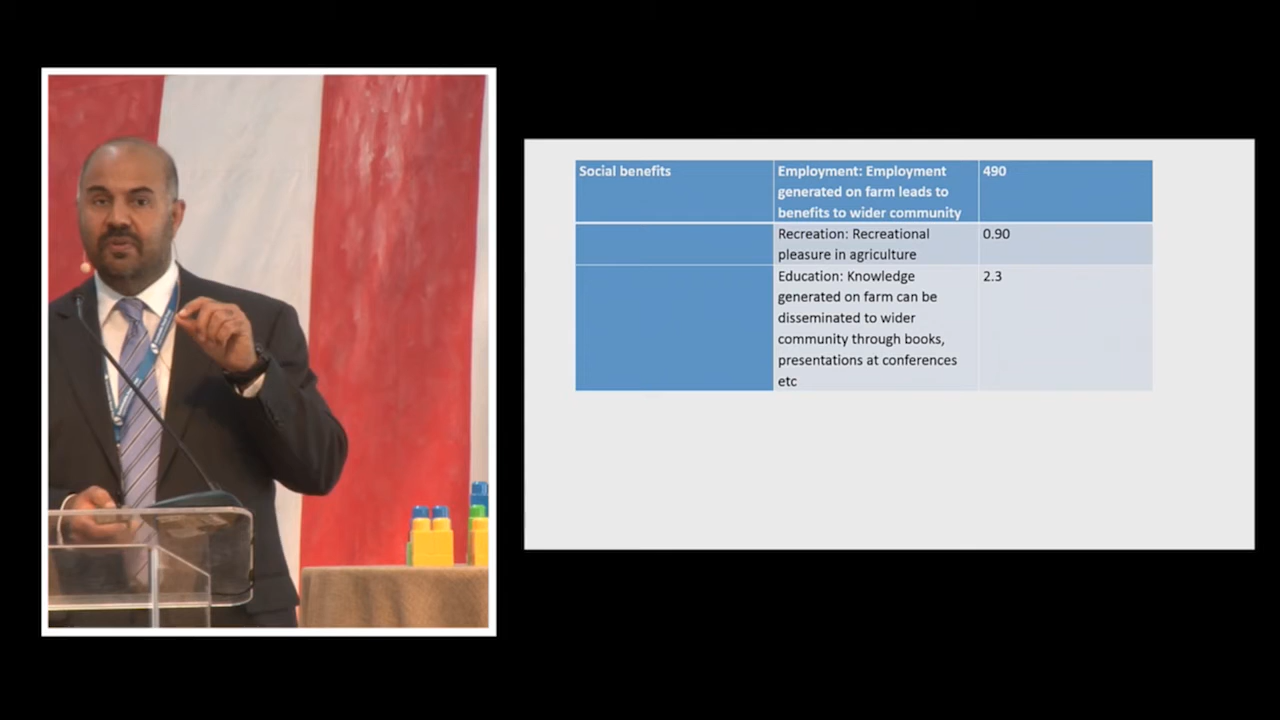 Social benefits
Employment: Employment
generated on farm leads to
benefits to wider community
490
Recreation: Recreational
pleasure in agriculture
0.90
Education: Knowledge
generated on farm can be
disseminated to wider
community through books,
presentations at conferences
etc
2.3